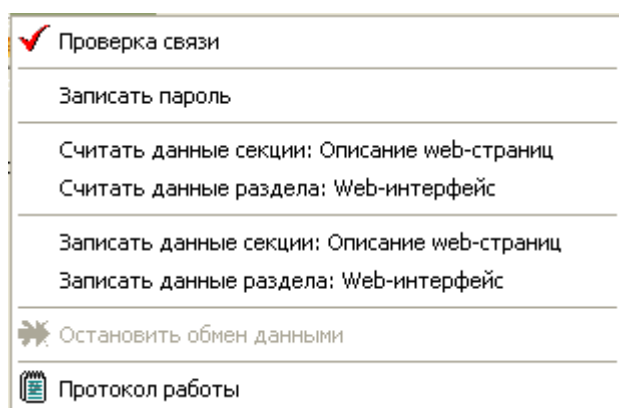 Проверка связи
Записать пароль
Считать данные секции: Описание web-страниц
Считать данные раздела: Web-интерфейс
Записать данные секции: Описание web-страниц
Записать данные раздела: Web-интерфейс
Остановить обмен данными
Протокол работы